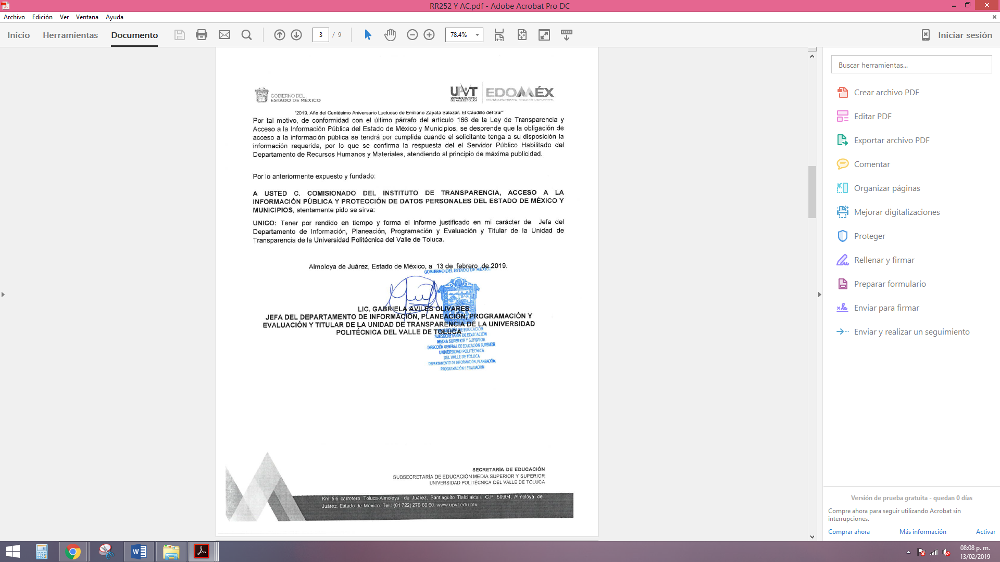 RR252 Y AC.pdf - Adobe Acrobat Pro DC
Archivo Edición Ver Ventana Ayuda
Inicio Herramientas Documento 3 / 9 78.4% Iniciar sesión
GOBIERNO DEL
ESTADO DE MÉXICO
UPVT
UNIVERSIDAD POLITÉCNICA
DEL VALLE DE TOLUCA
EDOMÉX
DECISIONES FIRMES, RESULTADOS FUERTES.
"2019. Año del Centésimo Aniversario Luctuoso de Emiliano Zapata Salazar. El Caudillo del Sur"
Por tal motivo, de conformidad con el último párrafo del artículo 166 de la Ley de Transparencia y
Acceso a la Información Pública del Estado de México y Municipios, se desprende que la obligación de
acceso a la información pública se tendrá por cumplida cuando el solicitante tenga a su disposición la
información requerida, por lo que se confirma la respuesta del el Servidor Público Habilitado del
Departamento de Recursos Humanos y Materiales, atendiendo al principio de máxima publicidad.
Por lo anteriormente expuesto y fundado:
A USTED C. COMISIONADO DEL INSTITUTO DE TRANSPARENCIA, ACCESO A LA
INFORMACIÓN PÚBLICA Y PROTECCIÓN DE DATOS PERSONALES DEL ESTADO DE MÉXICO Y
MUNICIPIOS, atentamente pido se sirva:
UNICO: Tener por rendido en tiempo y forma el informe justificado en mi carácter de Jefa del
Departamento de Información, Planeación, Programación y Evaluación y Titular de la Unidad de
Transparencia de la Universidad Politécnica del Valle de Toluca.
Almoloya de Juárez, Estado de México, a 13 de febrero de 2019.
GOBIERNO DEL ESTADO DE MÉXICO
LIC. GABRIELA AVILES OLIVARES
JEFA DEL DEPARTAMENTO DE INFORMACIÓN, PLANEACIÓN, PROGRAMACIÓN Y
EVALUACIÓN Y TITULAR DE LA UNIDAD DE TRANSPARENCIA DE LA UNIVERSIDAD
POLITÉCNICA DEL VALLE DE TOLUCA
SECRETARÍA DE EDUCACIÓN
SUBSECRETARÍA DE EDUCACIÓN
MEDIA SUPERIOR Y SUPERIOR
DIRECCIÓN GENERAL DE EDUCACIÓN SUPERIOR
UNIVERSIDAD POLITÉCNICA
DEL VALLE DE TOLUCA
DEPARTAMENTO DE INFORMACIÓN, PLANEACIÓN,
PROGRAMACIÓN Y EVALUACIÓN
SECRETARÍA DE EDUCACIÓN
SUBSECRETARÍA DE EDUCACIÓN MEDIA SUPERIOR Y SUPERIOR
UNIVERSIDAD POLITÉCNICA DEL VALLE DE TOLUCA
Km 5.6 carretera Toluca-Almoloya de Juárez, Santiaguito Tlalcilalcali, C.P. 50904, Almoloya de
Juárez, Estado de México. Tel.: (01 722) 276 60 60 www.upvt.edu.mx
Buscar herramientas...
Crear archivo PDF
Editar PDF
Exportar archivo PDF
Comentar
Organizar páginas
Mejorar digitalizaciones
Proteger
Rellenar y firmar
Preparar formulario
Enviar para firmar
Enviar y realizar un seguimiento
Versión de prueba gratuita - quedan 0 días
Compre ahora para seguir utilizando Acrobat sin
interrupciones.
Comprar ahora Más información Activar
08:08 p. m.
13/02/2019